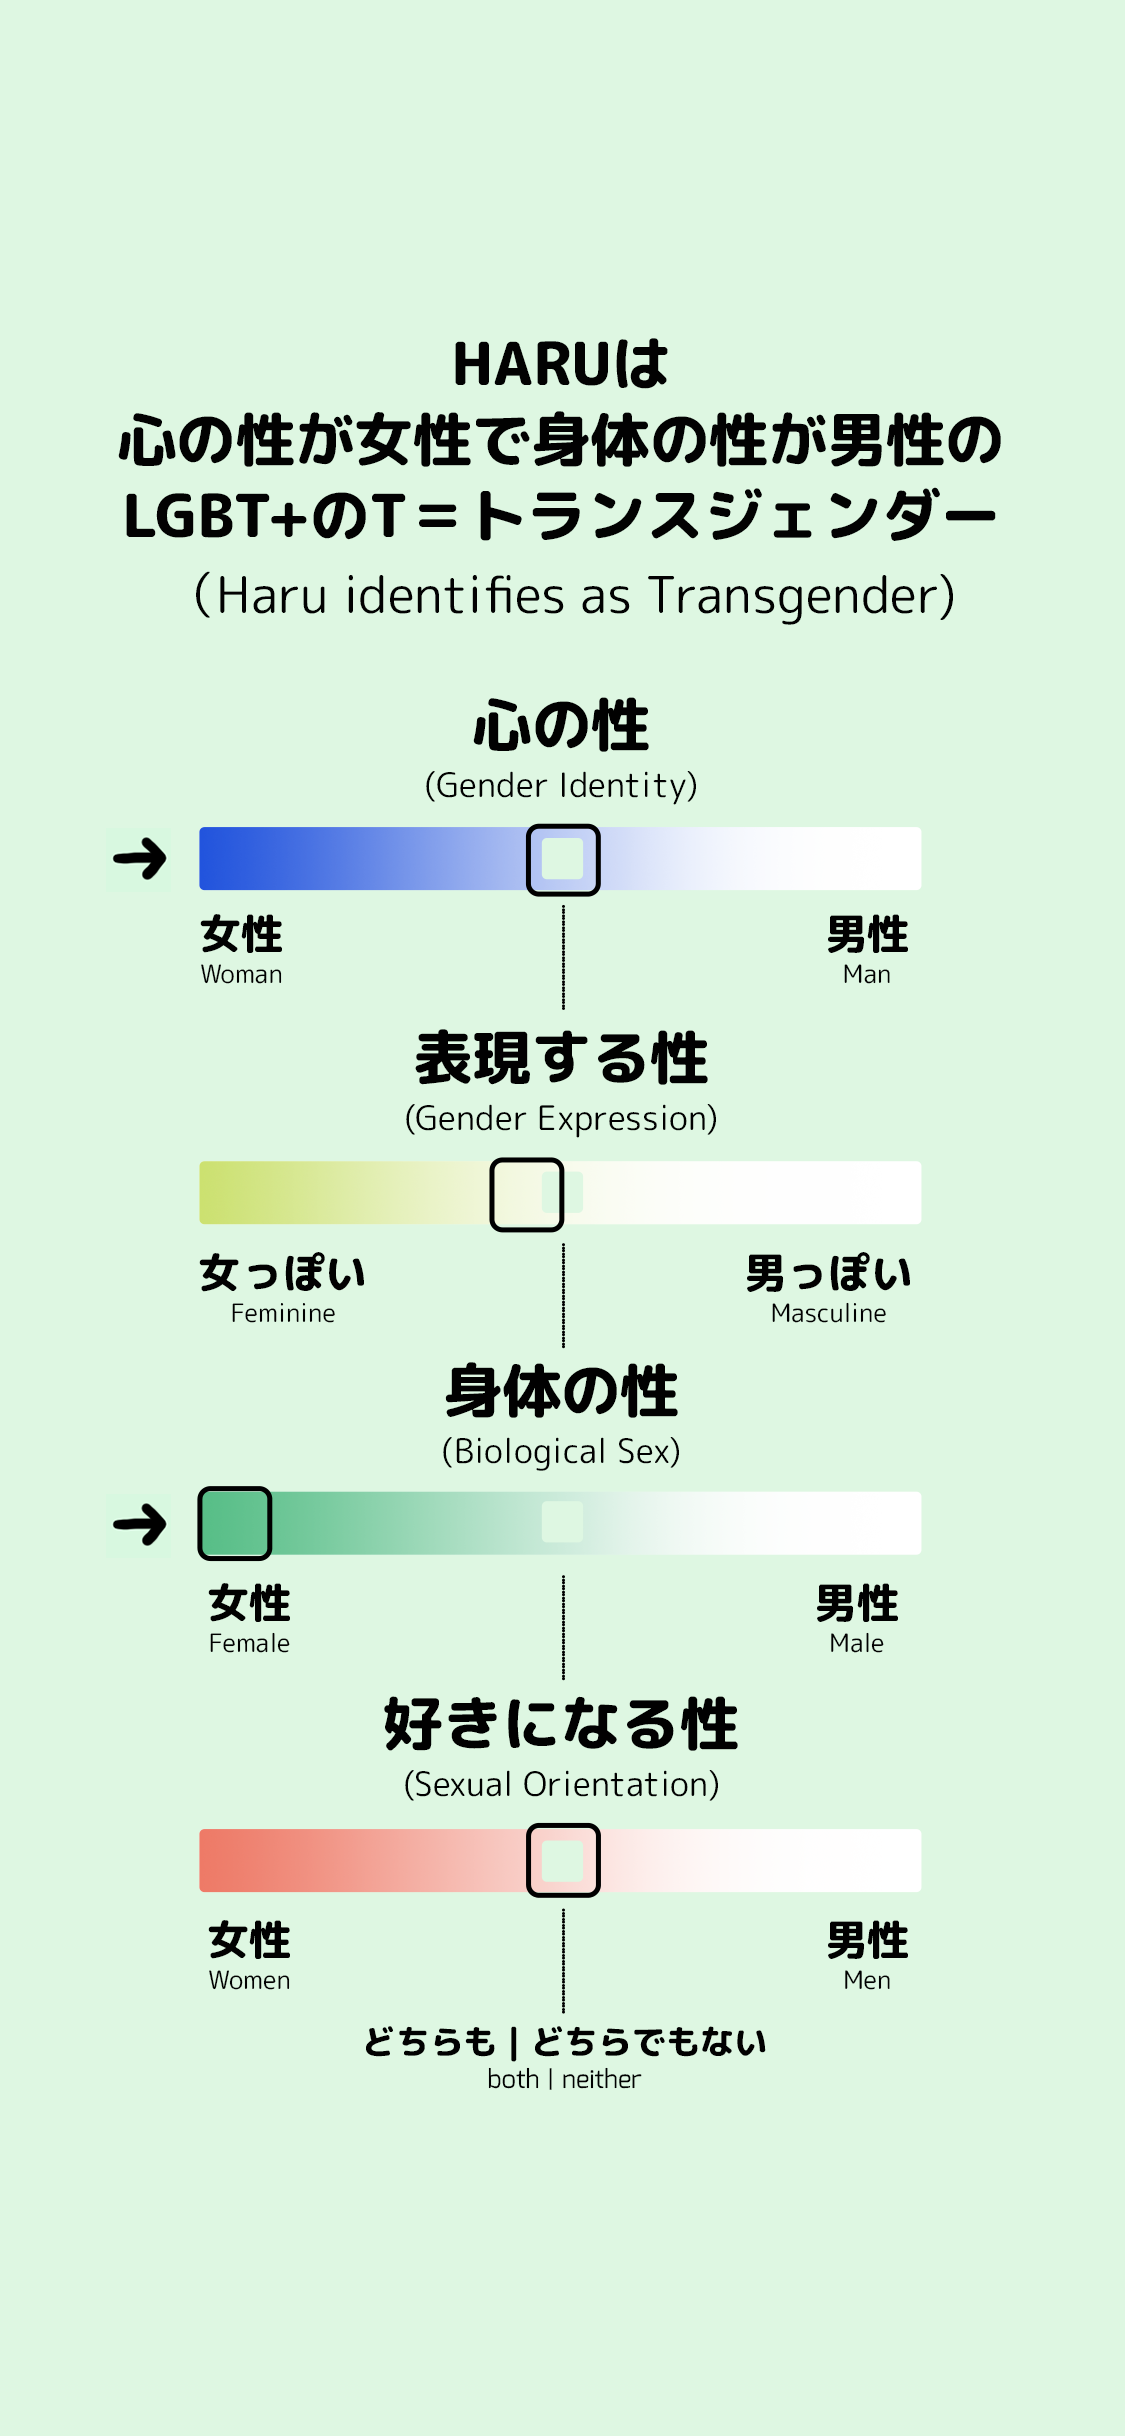 HARUは
心の性が女性で身体の性が男性の
LGBT+のT＝トランスジェンダー
(Haru identifies as Transgender)
心の性
(Gender Identity)
女性 男性
Woman Man
表現する性
(Gender Expression)
女っぽい 男っぽい
Feminine Masculine
身体の性
(Biological Sex)
女性 男性
Female Male
好きになる性
(Sexual Orientation)
女性 男性
Women Men
どちらも | どちらでもない
both | neither